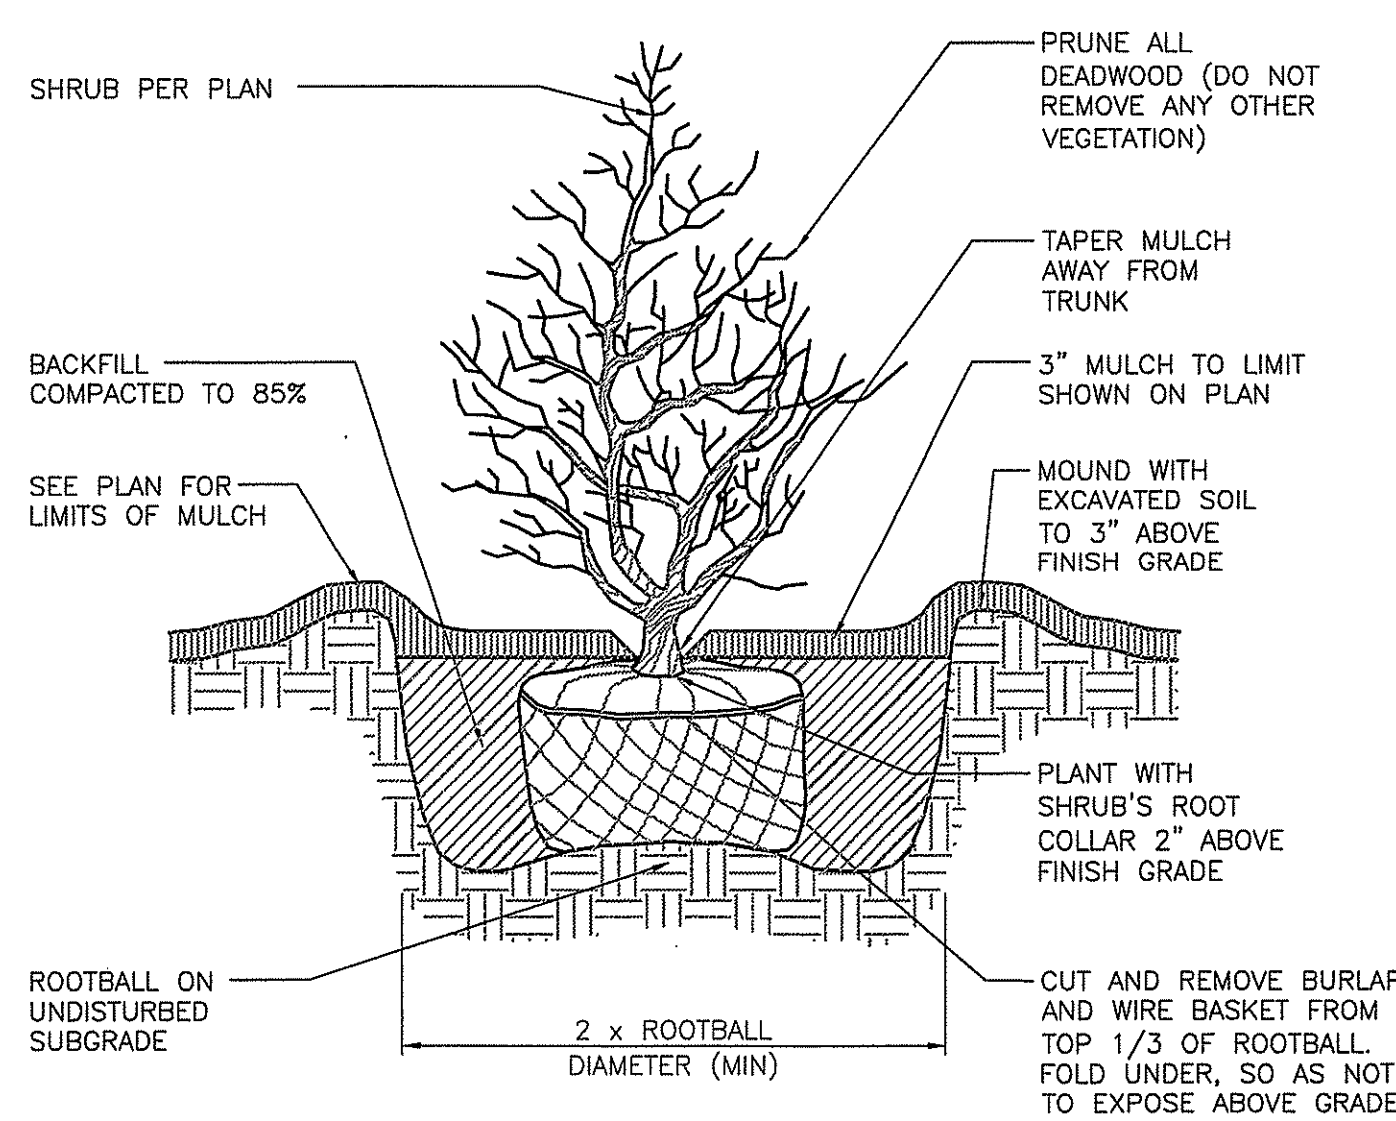 SHRUB PER PLAN
BACKFILL
COMPACTED TO 85%
SEE PLAN FOR
LIMITS OF MULCH
ROOTBALL ON
UNDISTURBED
SUBGRADE
2 x ROOTBALL
DIAMETER (MIN)
PRUNE ALL
DEADWOOD (DO NOT
REMOVE ANY OTHER
VEGETATION)
TAPER MULCH
AWAY FROM
TRUNK
3" MULCH TO LIMIT
SHOWN ON PLAN
MOUND WITH
EXCAVATED SOIL
TO 3" ABOVE
FINISH GRADE
PLANT WITH
SHRUB'S ROOT
COLLAR 2" ABOVE
FINISH GRADE
CUT AND REMOVE BURLAP
AND WIRE BASKET FROM
TOP 1/3 OF ROOTBALL.
FOLD UNDER, SO AS NOT
TO EXPOSE ABOVE GRADE